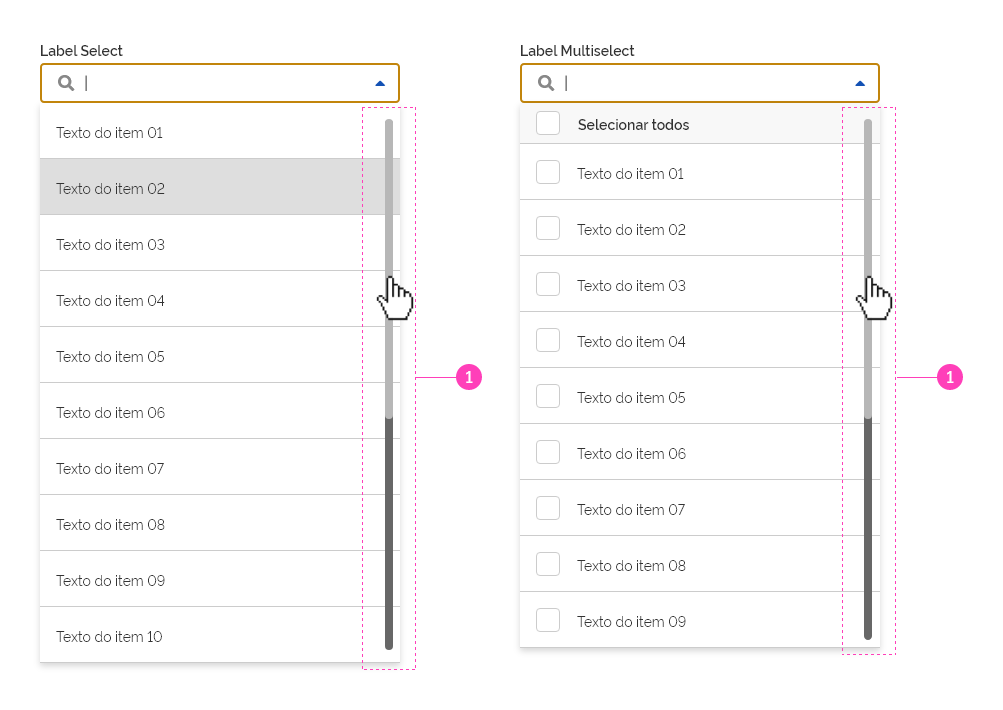 Label Select
Texto do item 01
Texto do item 02
Texto do item 03
Texto do item 04
Texto do item 05
Texto do item 06
Texto do item 07
Texto do item 08
Texto do item 09
Texto do item 10
1
Label Multiselect
Selecionar todos
Texto do item 01
Texto do item 02
Texto do item 03
Texto do item 04
Texto do item 05
Texto do item 06
Texto do item 07
Texto do item 08
Texto do item 09
1